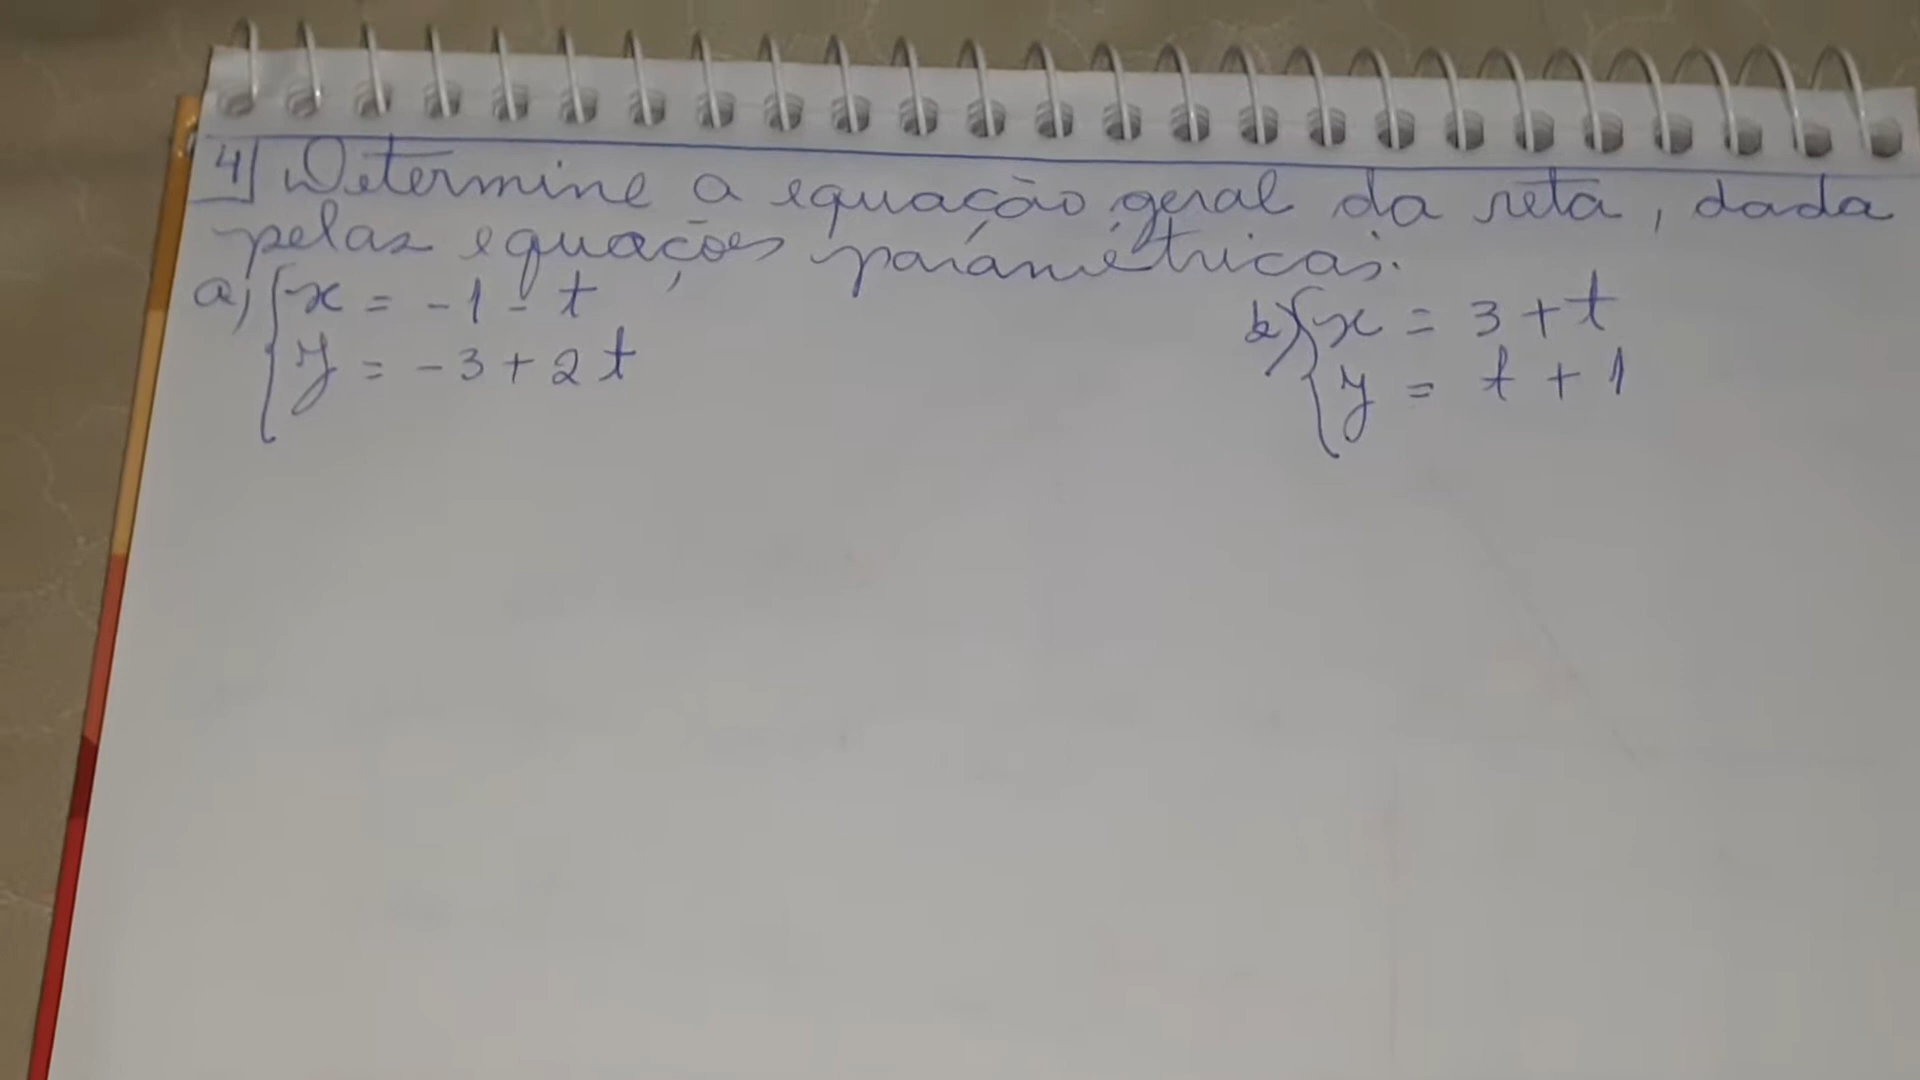 4) Determine a equação geral da reta, dada
pelas equações paramétricas.
a) { x = -1 - t
y = -3 + 2t
b) { x = 3 + t
y = t + 1